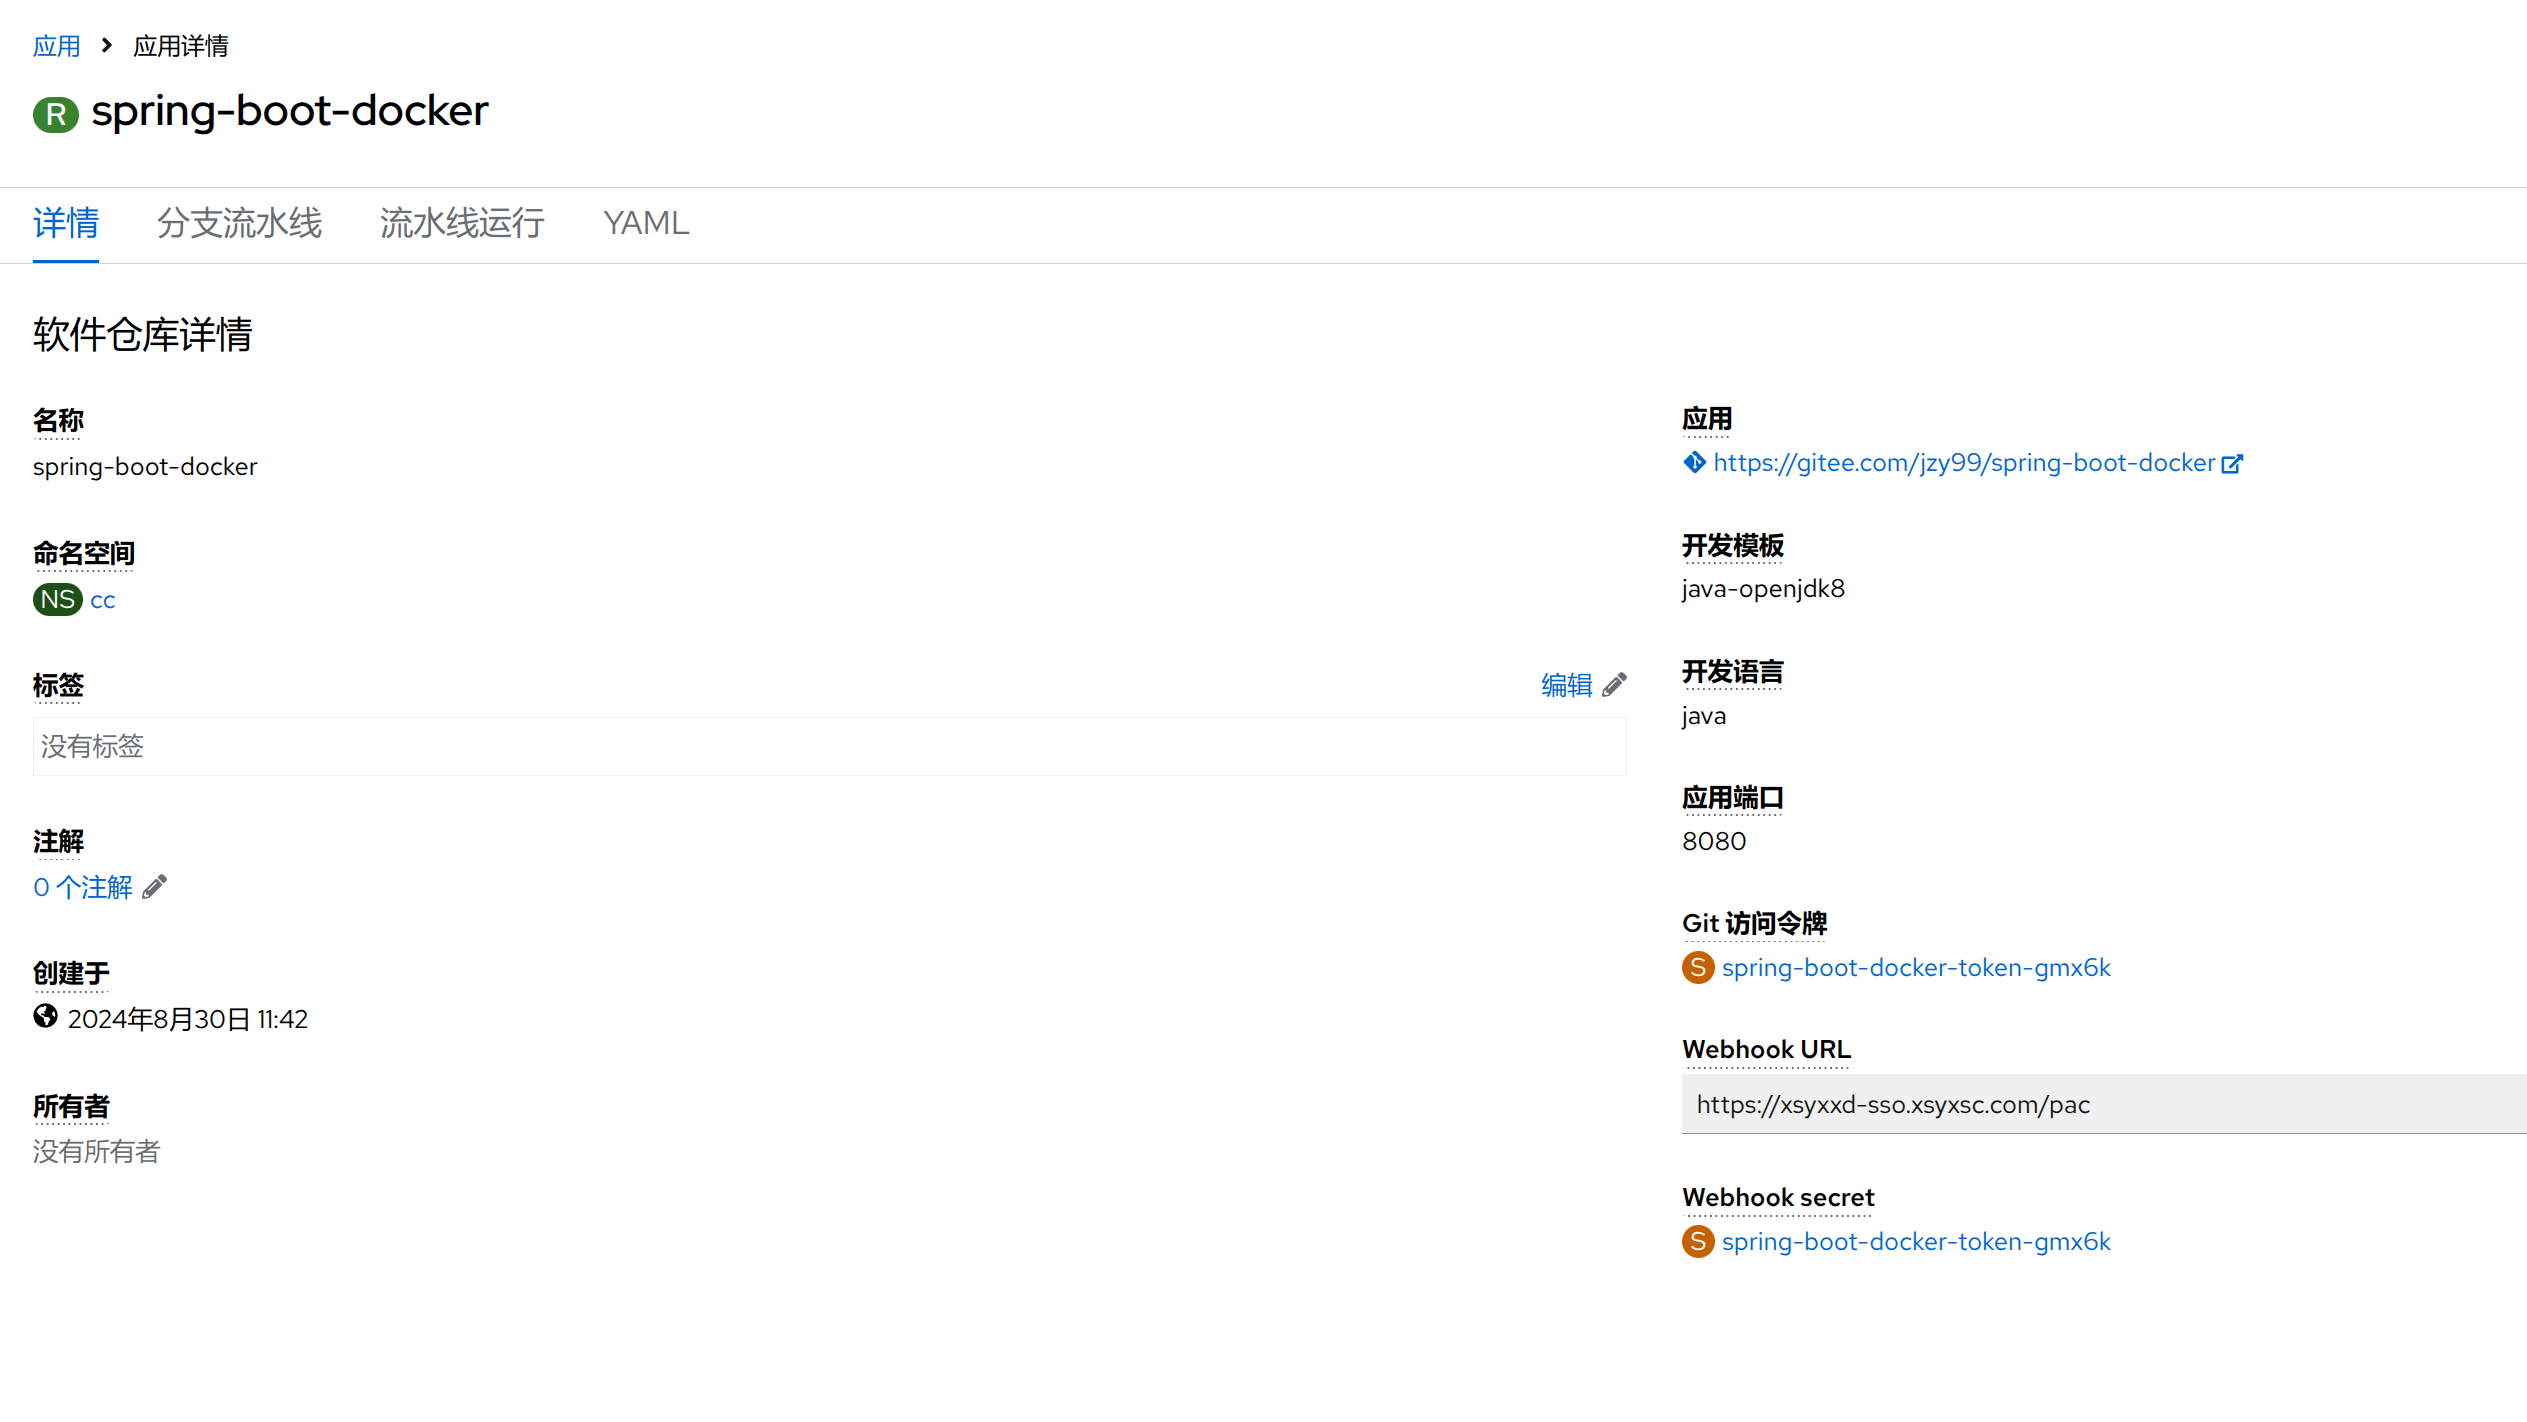 应用 > 应用详情
R spring-boot-docker
详情 分支流水线 流水线运行 YAML
软件仓库详情
名称
spring-boot-docker
命名空间
NS cc
标签 编辑
没有标签
注解
0 个注解
创建于
2024年8月30日 11:42
所有者
没有所有者
应用
https://gitee.com/jzy99/spring-boot-docker
开发模板
java-openjdk8
开发语言
java
应用端口
8080
Git 访问令牌
S spring-boot-docker-token-gmx6k
Webhook URL
https://xsyxxd-sso.xsyxsc.com/pac
Webhook secret
S spring-boot-docker-token-gmx6k